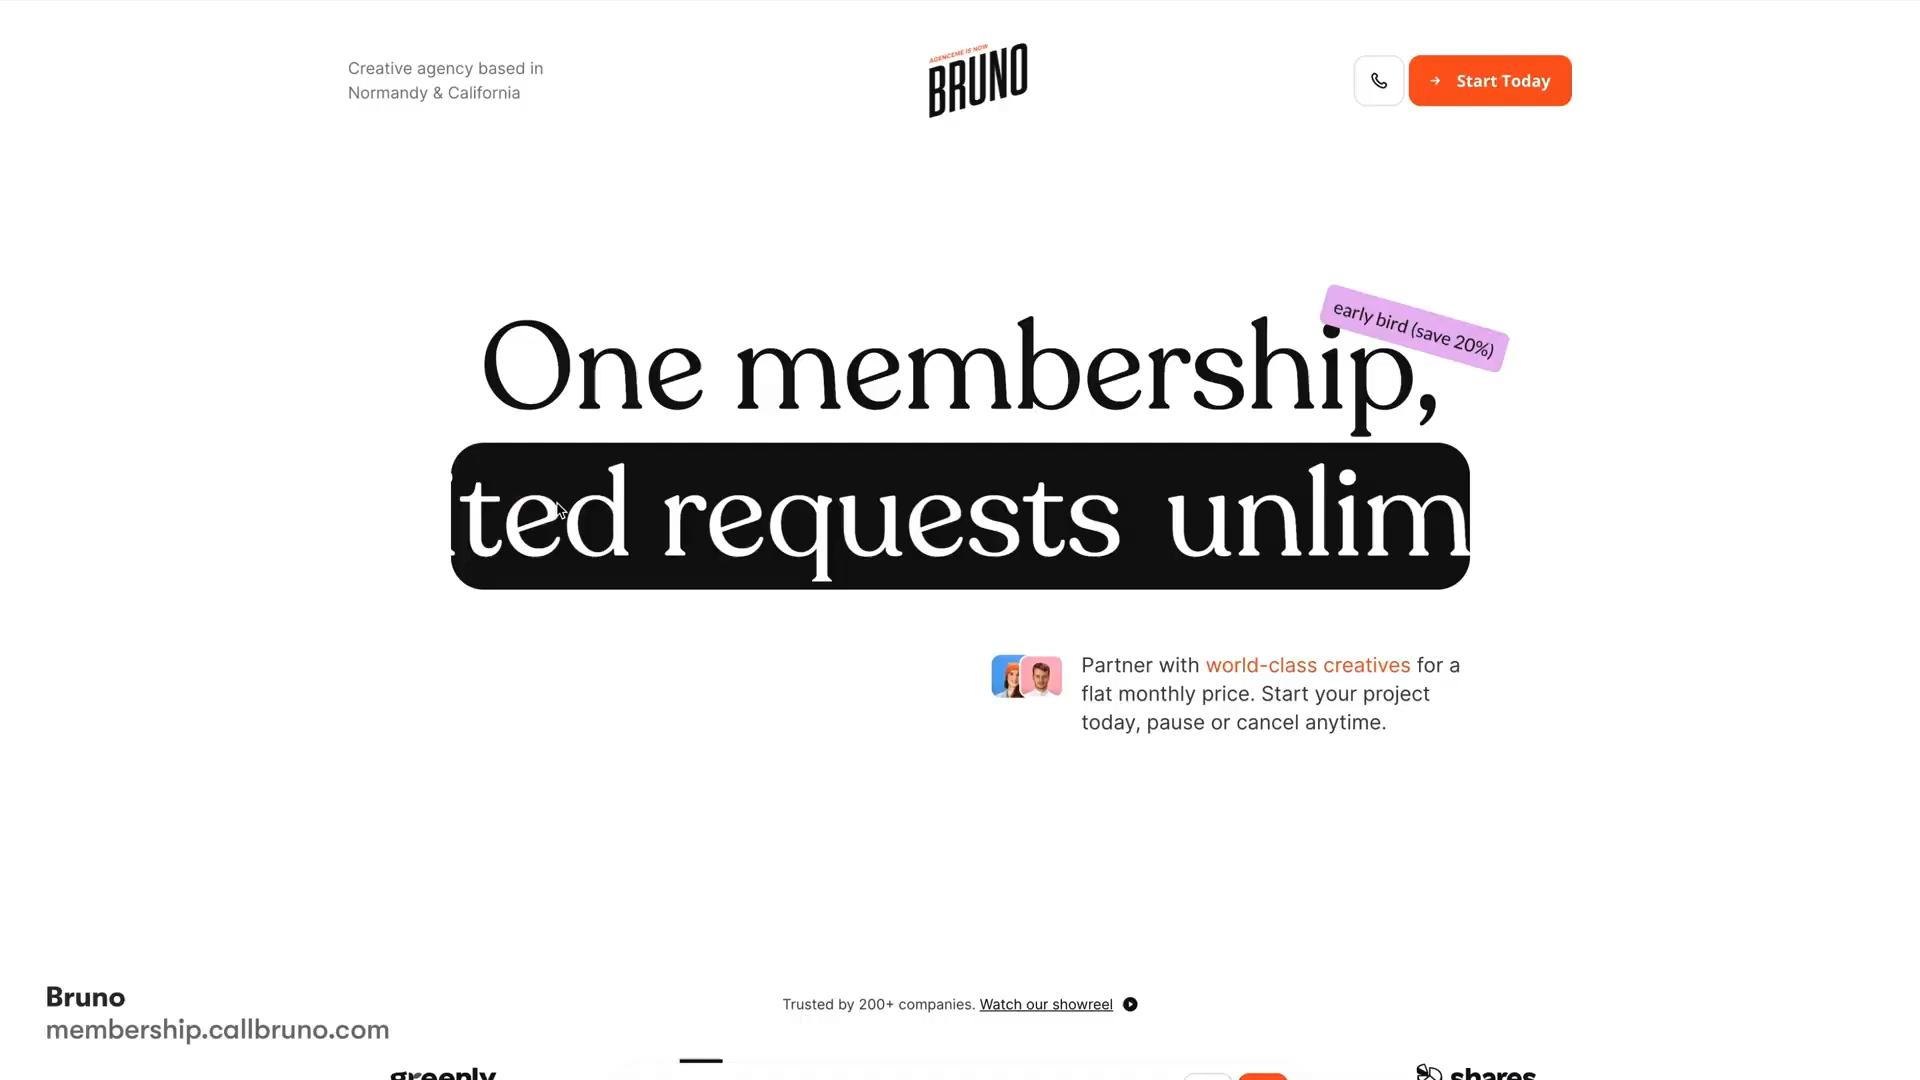 Creative agency based in
Normandy & California
AGENCEME IS NOW
BRUNO
Start Today
early bird (save 20%)
One membership,
ited requests unlim
Partner with world-class creatives for a
flat monthly price. Start your project
today, pause or cancel anytime.
Trusted by 200+ companies. Watch our showreel
Bruno
membership.callbruno.com
greenly
shares